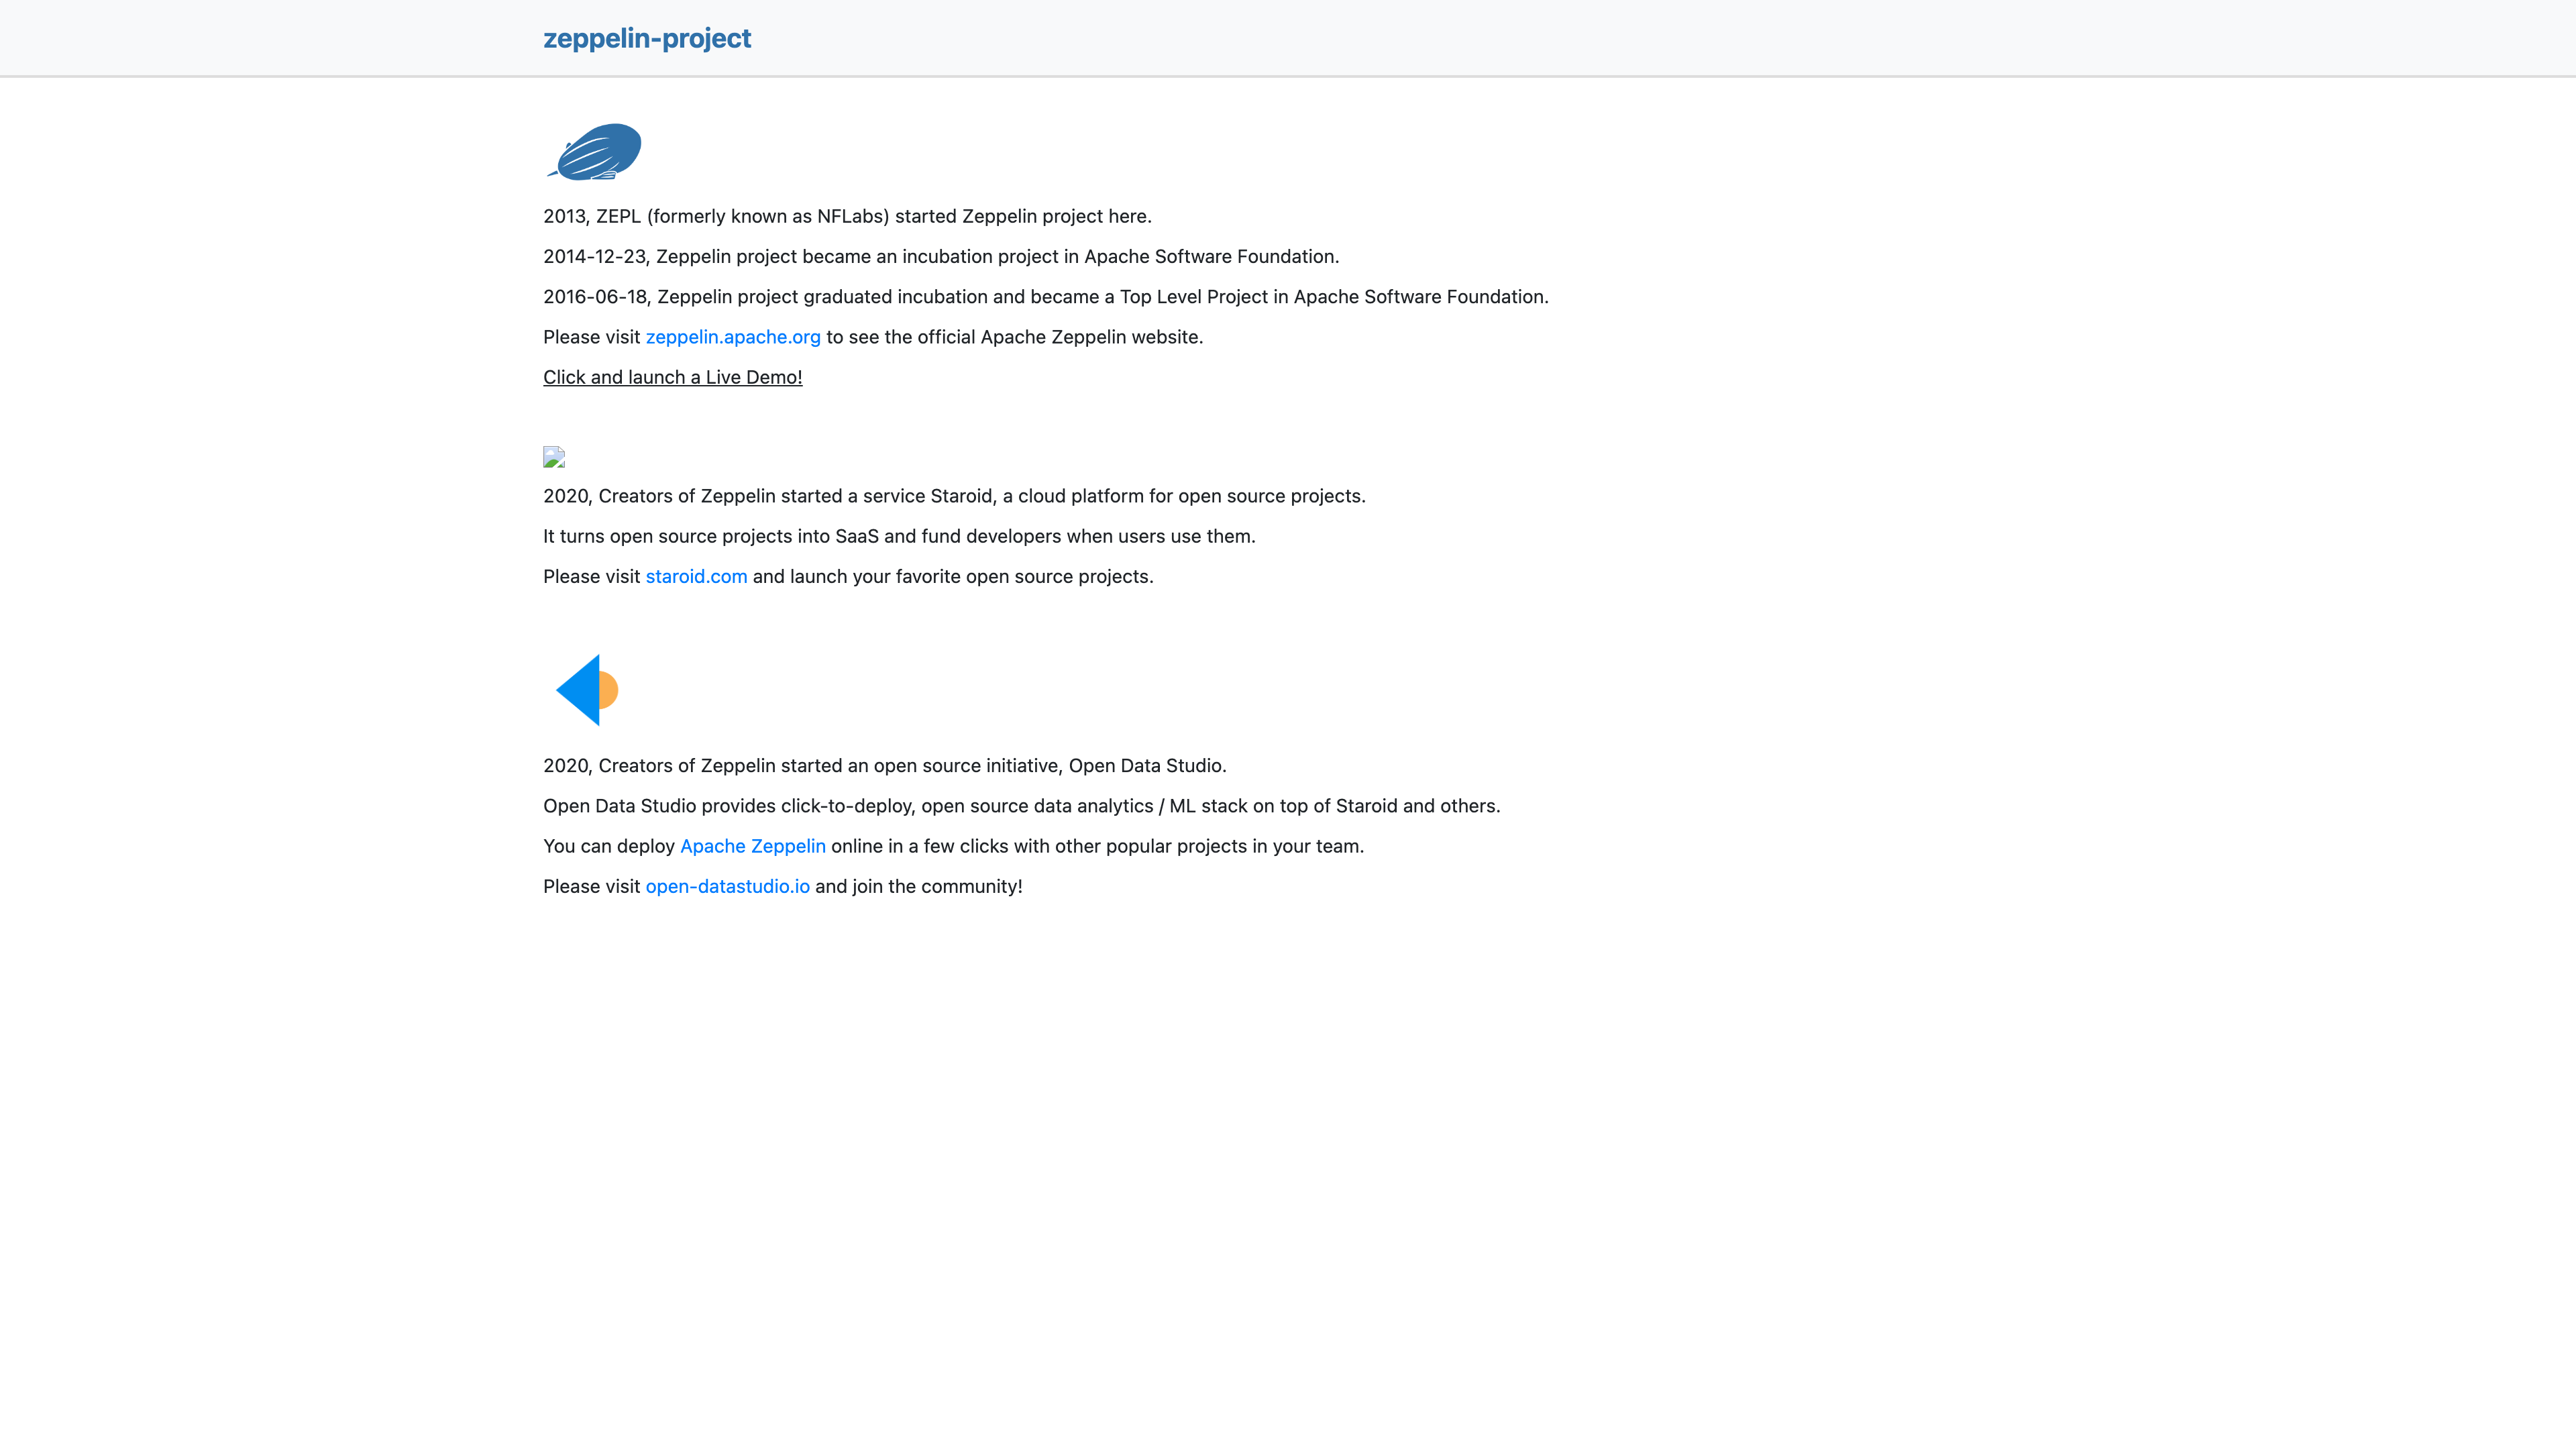 zeppelin-project
2013, ZEPL (formerly known as NFLabs) started Zeppelin project here.
2014-12-23, Zeppelin project became an incubation project in Apache Software Foundation.
2016-06-18, Zeppelin project graduated incubation and became a Top Level Project in Apache Software Foundation.
Please visit zeppelin.apache.org to see the official Apache Zeppelin website.
Click and launch a Live Demo!
2020, Creators of Zeppelin started a service Staroid, a cloud platform for open source projects.
It turns open source projects into SaaS and fund developers when users use them.
Please visit staroid.com and launch your favorite open source projects.
2020, Creators of Zeppelin started an open source initiative, Open Data Studio.
Open Data Studio provides click-to-deploy, open source data analytics / ML stack on top of Staroid and others.
You can deploy Apache Zeppelin online in a few clicks with other popular projects in your team.
Please visit open-datastudio.io and join the community!